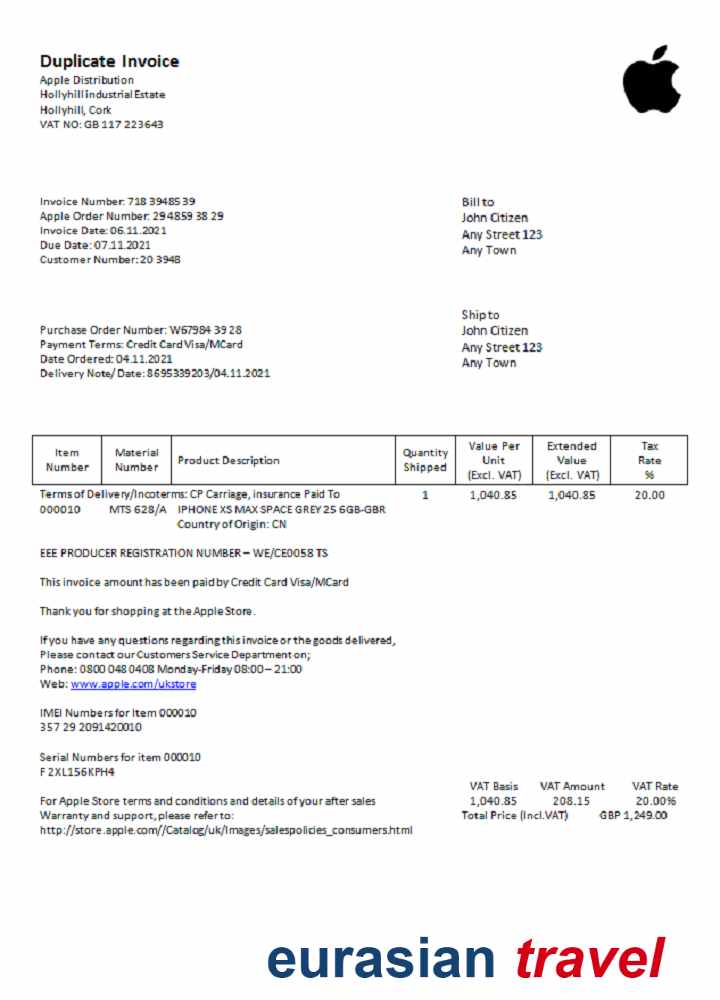 Duplicate Invoice
Apple Distribution
Hollyhill industrial Estate
Hollyhill, Cork
VAT NO: GB 117 223643
Invoice Number: 718 3948539
Apple Order Number: 294859 38 29
Invoice Date: 06.11.2021
Due Date: 07.11.2021
Customer Number: 20 3948
Bill to
John Citizen
Any Street 123
Any Town
Purchase Order Number: W67984 39 28
Payment Terms: Credit Card Visa/MCard
Date Ordered: 04.11.2021
Delivery Note/ Date: 8695339203/04.11.2021
Ship to
John Citizen
Any Street 123
Any Town
Item Number Material Number Product Description Quantity Shipped Value Per Unit (Excl. VAT) Extended Value (Excl. VAT) Tax Rate %
Terms of Delivery/Incoterms: CP Carriage, insurance Paid To 1 1,040.85 1,040.85 20.00
000010 MTS 628/A IPHONE XS MAX SPACE GREY 25 6GB-GBR
Country of Origin: CN
EEE PRODUCER REGISTRATION NUMBER – WE/CE0058 TS
This invoice amount has been paid by Credit Card Visa/MCard
Thank you for shopping at the Apple Store.
If you have any questions regarding this invoice or the goods delivered,
Please contact our Customers Service Department on;
Phone: 0800 048 0408 Monday-Friday 08:00 – 21:00
Web: www.apple.com/ukstore
IMEI Numbers for Item 000010
357 29 2091420010
Serial Numbers for item 000010
F 2XL156KPH4
VAT Basis VAT Amount VAT Rate
For Apple Store terms and conditions and details of your after sales 1,040.85 208.15 20.00%
Warranty and support, please refer to: Total Price (Incl.VAT) GBP 1,249.00
http://store.apple.com//Catalog/uk/Images/salespolicies_consumers.html
eurasian travel